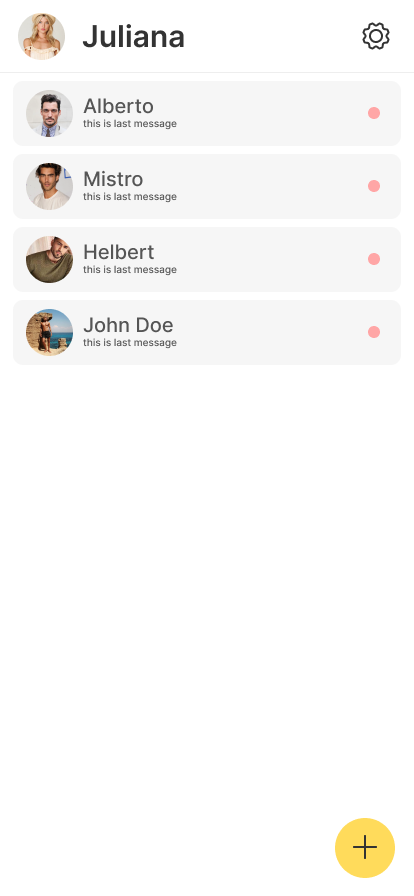 Juliana
Alberto
this is last message
Mistro
this is last message
Helbert
this is last message
John Doe
this is last message